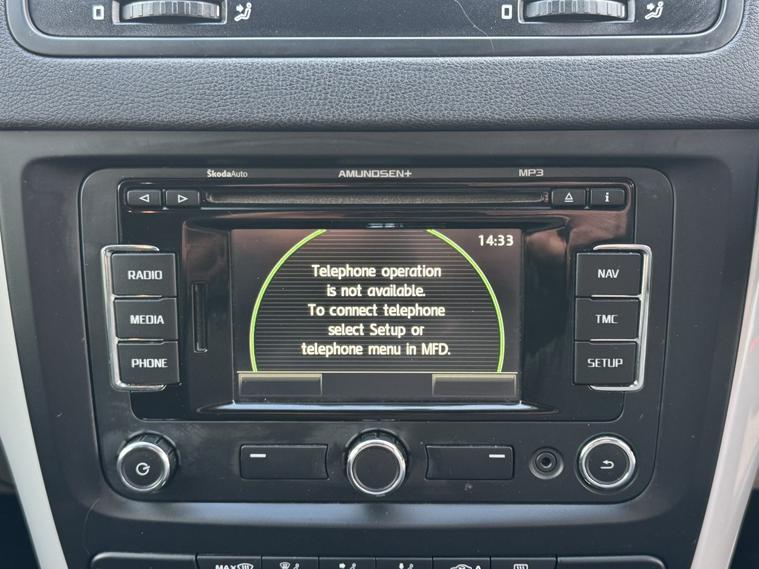 ŠkodaAuto AMUNDSEN+ MP3
14:33
RADIO
MEDIA
PHONE
Telephone operation
is not available.
To connect telephone
select Setup or
telephone menu in MFD.
NAV
TMC
SETUP
MAX
A